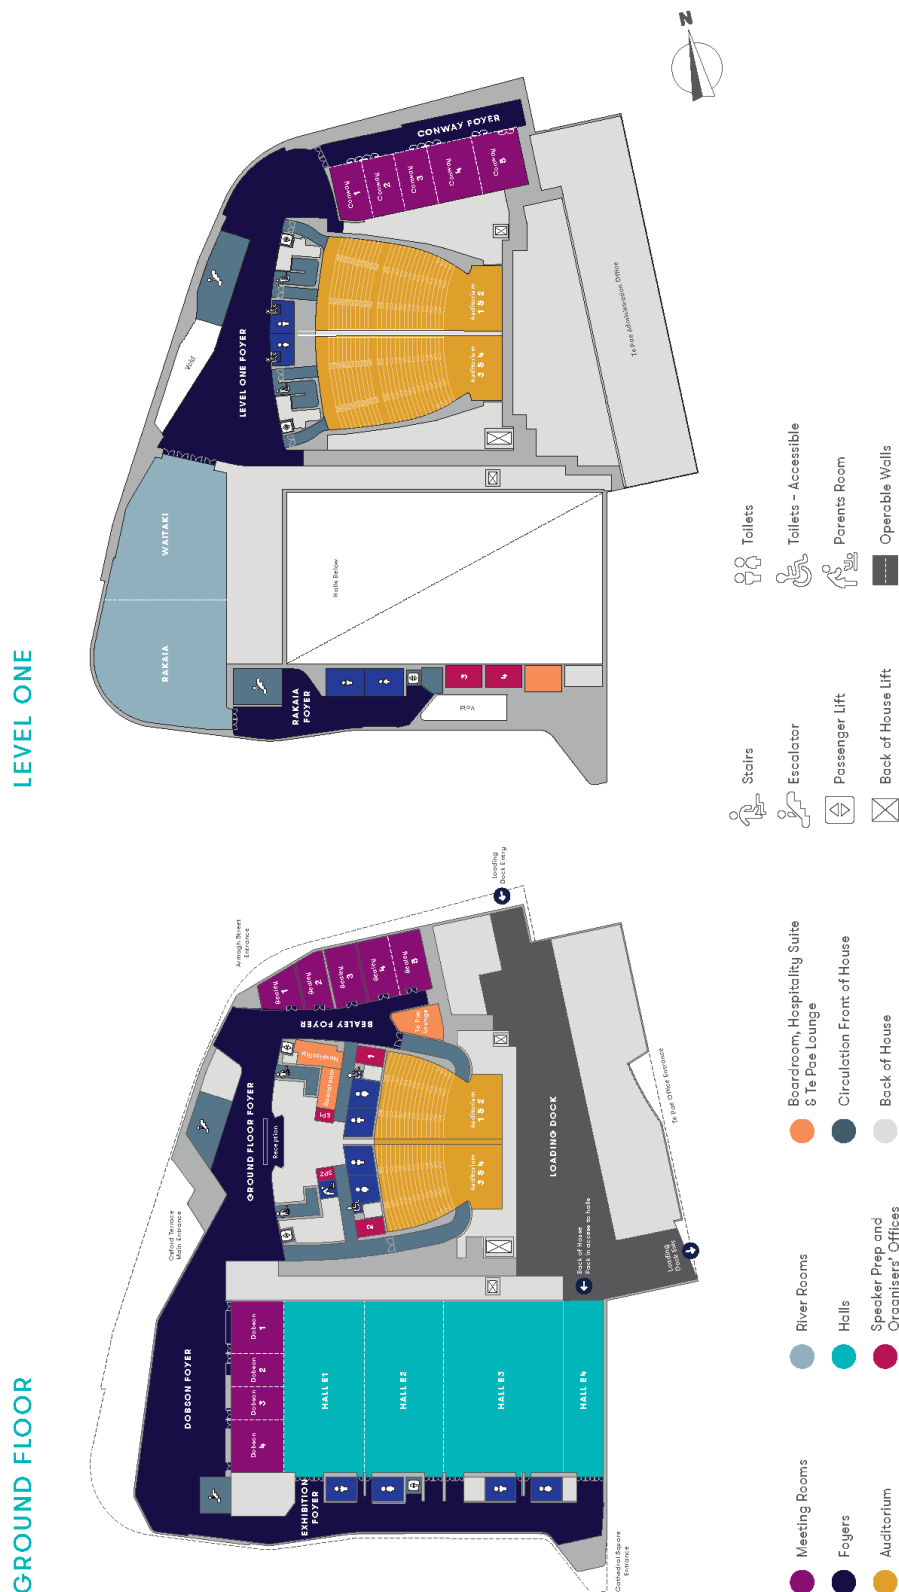 GROUND FLOOR
LEVEL ONE
N
CONWAY FOYER
Conway
1
Conway
2
Conway
3
Conway
4
Conway
5
LEVEL ONE FOYER
Void
Auditorium
1 & 2
Auditorium
3 & 4
Te Pae Administration Office
WAITAKI
RAKAIA
Halls Below
RAKAIA
FOYER
3
4
Void
Armagh Street
Entrance
Loading
Dock Entry
Bealey
1
Bealey
2
Bealey
3
Bealey
4
Bealey
5
BEALEY FOYER
Te Pae
Lounge
Hospitality
Boardroom
1
SP1
SP2
2
GROUND FLOOR FOYER
Reception
Auditorium
1 & 2
Auditorium
3 & 4
LOADING DOCK
Te Pae Office Entrance
Oxford Terrace
Main Entrance
Back of House
Pack in access to halls
Loading
Dock Exit
DOBSON FOYER
Dobson
1
Dobson
2
Dobson
3
Dobson
4
HALL E1
HALL E2
HALL E3
HALL E4
EXHIBITION
FOYER
Cathedral Square
Entrance
Meeting Rooms
Foyers
Auditorium
River Rooms
Halls
Speaker Prep and
Organisers' Offices
Boardroom, Hospitality Suite
& Te Pae Lounge
Circulation Front of House
Back of House
Stairs
Escalator
Passenger Lift
Back of House Lift
Toilets
Toilets - Accessible
Parents Room
Operable Walls